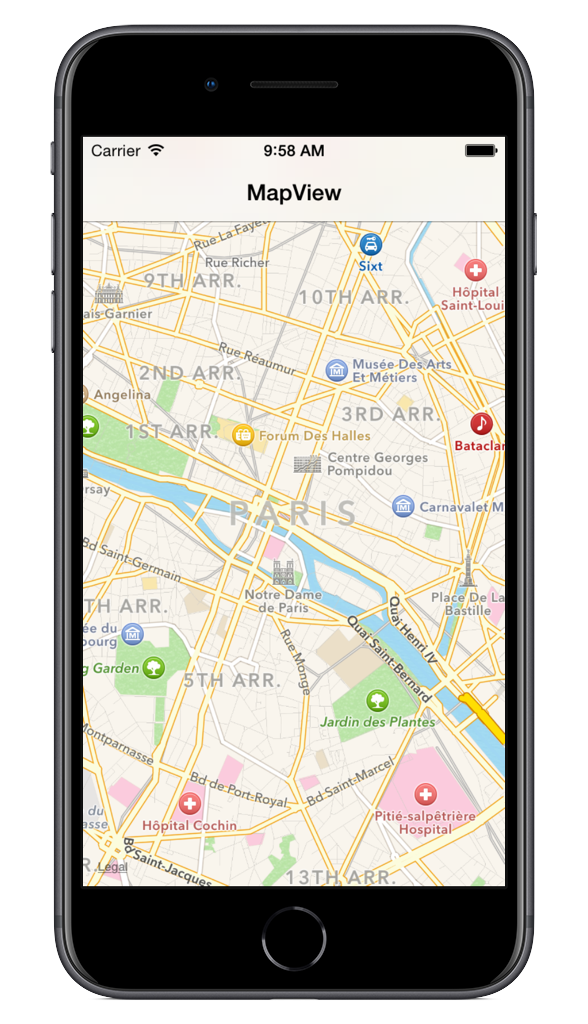 Carrier
9:58 AM
MapView
Rue La Fayet
Rue Richer
Sixt
9TH ARR.
10TH ARR.
Hôpital
Saint-Loui
ais Garnier
Rue Réaumur
2ND ARR.
Musée Des Arts
Et Métiers
Angelina
3RD ARR.
1ST ARR.
Forum Des Halles
Bataclar
Centre Georges
Pompidou
rsay
PARIS
Carnavalet M
Bd Saint-Germain
Notre Dame
de Paris
TH ARR.
Place De La
Bastille
Quai Henri IV
ée du
bourg
Quai Saint-Bernard
Rue Monge
g Garden
5TH ARR.
Jardin des Plantes
Montparnasse
Bd de Port-Royal
Bd Saint-Marcel
du
asse
Hôpital Cochin
Pitié-salpêtrière
Hospital
Bd Saint-Jacques
R.
Legal
13TH ARR.